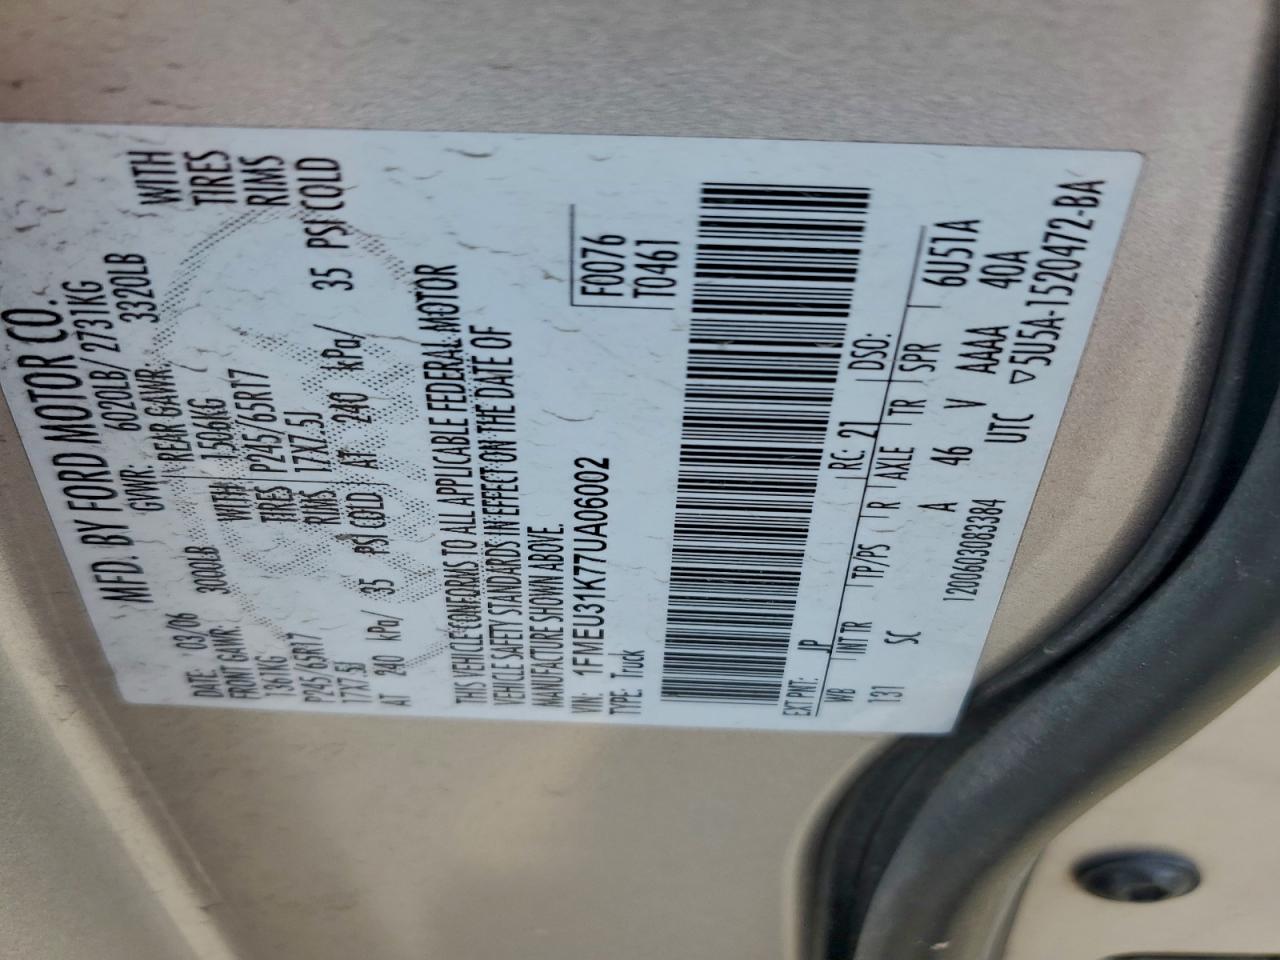 MFD. BY FORD MOTOR CO.
DATE: 03/06 GVWR: 6020LB/ 2731KG
FRONT GAWR: 3000LB REAR GAWR: 3320LB
1361KG WITH 1506KG WITH
P245/65R17 TIRES P245/65R17 TIRES
17X7.5J RIMS 17X7.5J RIMS
AT 240 kPa/ 35 PSI COLD AT 240 kPa/ 35 PSI COLD
THIS VEHICLE CONFORMS TO ALL APPLICABLE FEDERAL MOTOR
VEHICLE SAFETY STANDARDS IN EFFECT ON THE DATE OF
MANUFACTURE SHOWN ABOVE.
VIN: 1FMEU31K77UA06002 F0076
TYPE: Truck T0461
EXT PNT: JP RC: 21 DSO:
WB INT TR TP/PS R AXLE TR SPR 6U51A
131 SC A 46 V AAAA 40A
1200603083384 UTC ▽5U5A-1520472-BA